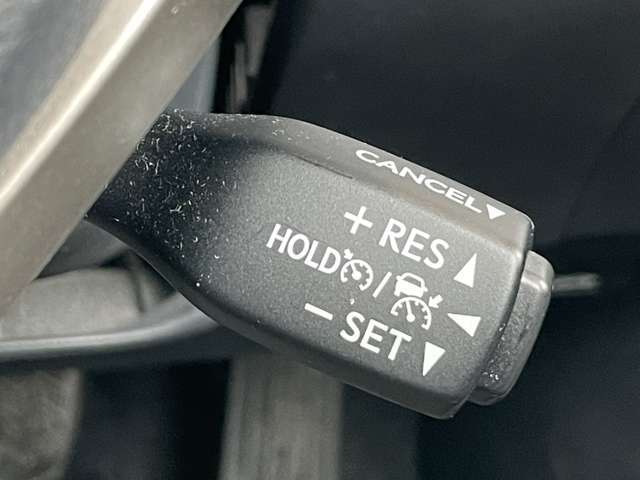 CANCEL
+ RES
HOLD /
- SET